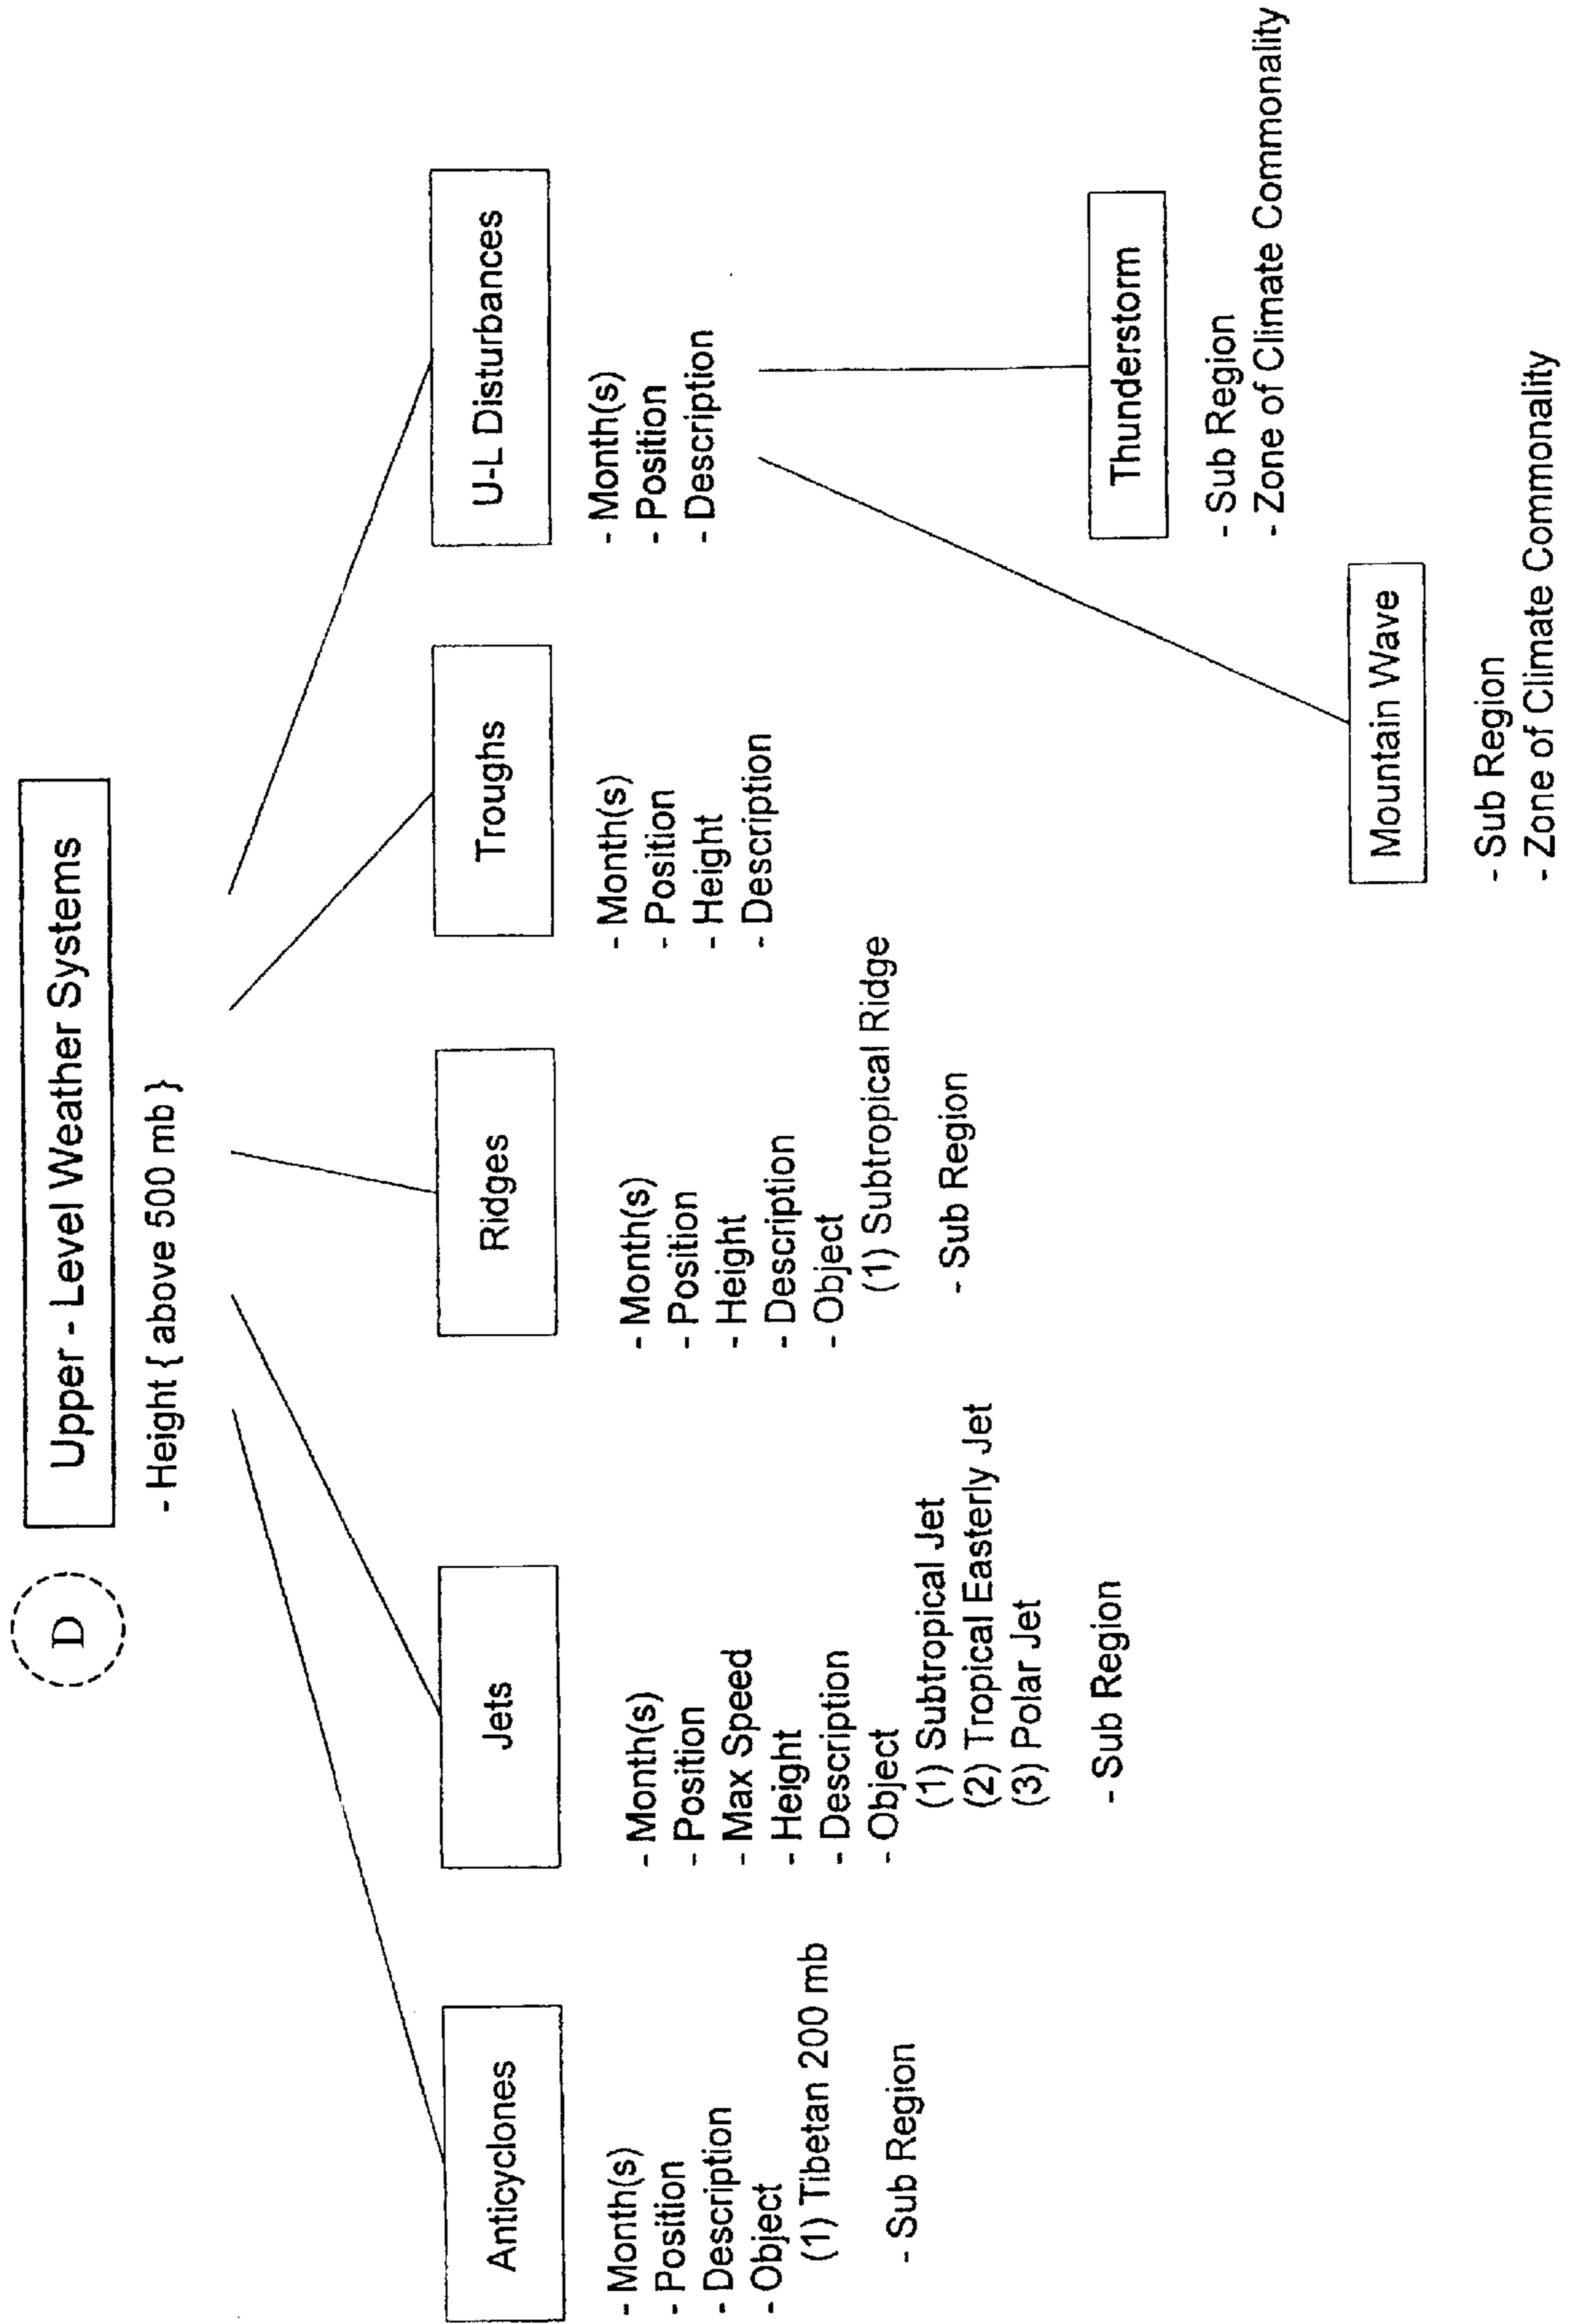 D
Upper - Level Weather Systems
- Height { above 500 mb }
Anticyclones
- Month(s)
- Position
- Description
- Object
(1) Tibetan 200 mb
- Sub Region
Jets
- Month(s)
- Position
- Max Speed
- Height
- Description
- Object
(1) Subtropical Jet
(2) Tropical Easterly Jet
(3) Polar Jet
- Sub Region
Ridges
- Month(s)
- Position
- Height
- Description
- Object
(1) Subtropical Ridge
- Sub Region
Troughs
- Month(s)
- Position
- Height
- Description
U-L Disturbances
- Month(s)
- Position
- Description
Mountain Wave
- Sub Region
- Zone of Climate Commonality
Thunderstorm
- Sub Region
- Zone of Climate Commonality